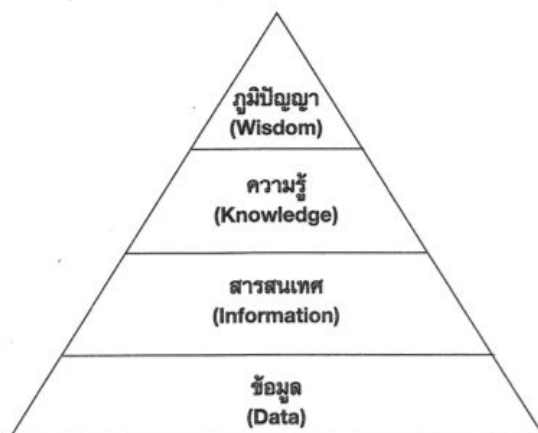 ภูมิปัญญา
(Wisdom)
ความรู้
(Knowledge)
สารสนเทศ
(Information)
ข้อมูล
(Data)